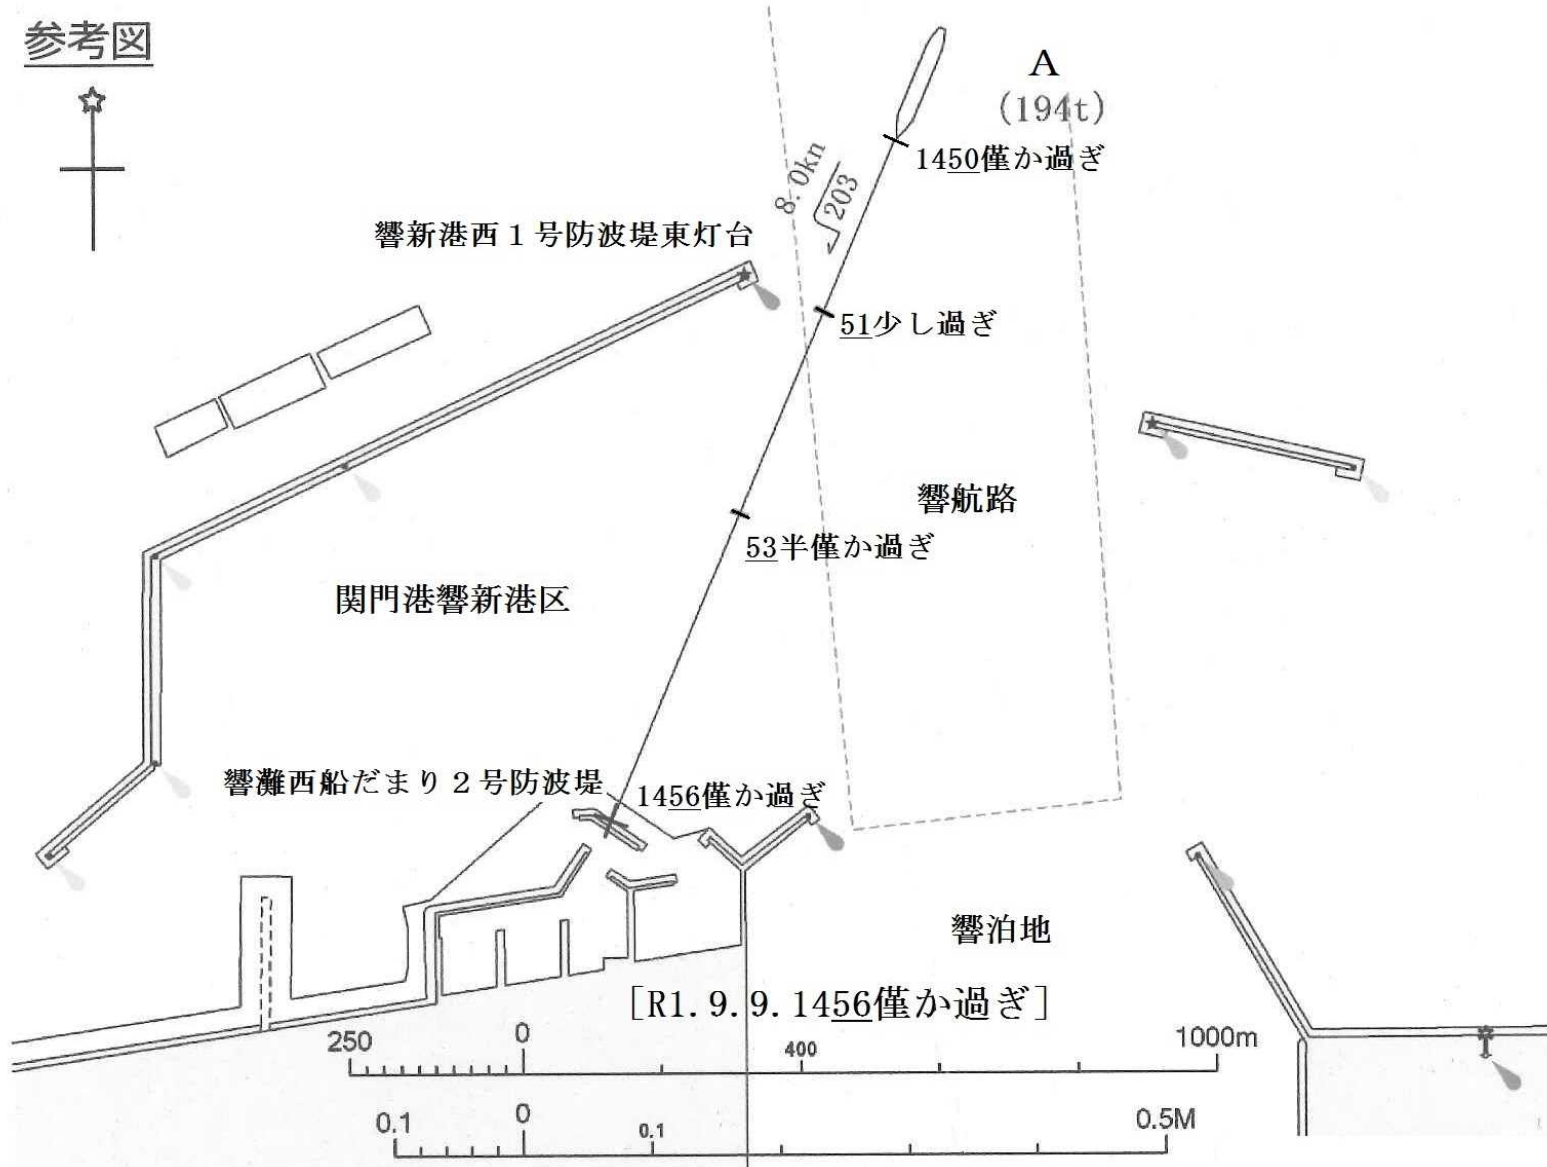 参考図
A
(194t)
1450僅か過ぎ
8.0kn
203
響新港西1号防波堤東灯台
51少し過ぎ
響航路
53半僅か過ぎ
関門港響新港区
響灘西船だまり2号防波堤
1456僅か過ぎ
響泊地
[R1.9.9.1456僅か過ぎ]
250 0 400 1000m
0.1 0 0.1 0.5M